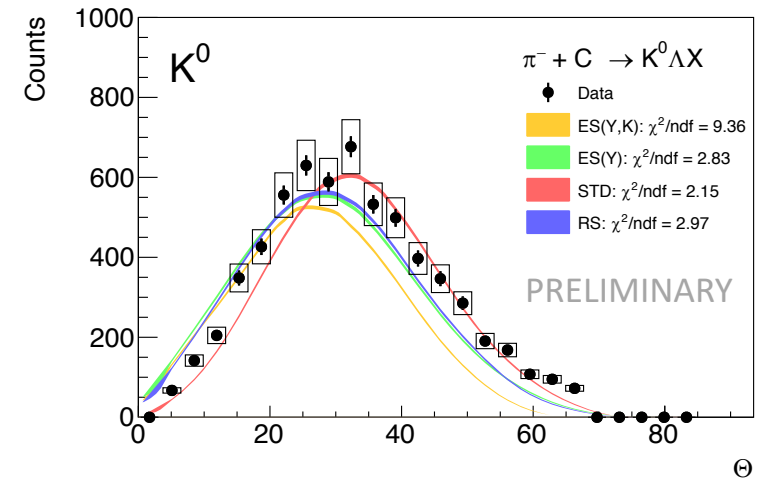 Counts
1000
800
600
400
200
0
K⁰
π⁻ + C → K⁰ΛX
Data
ES(Y,K): χ²/ndf = 9.36
ES(Y): χ²/ndf = 2.83
STD: χ²/ndf = 2.15
RS: χ²/ndf = 2.97
PRELIMINARY
0 20 40 60 80
Θ